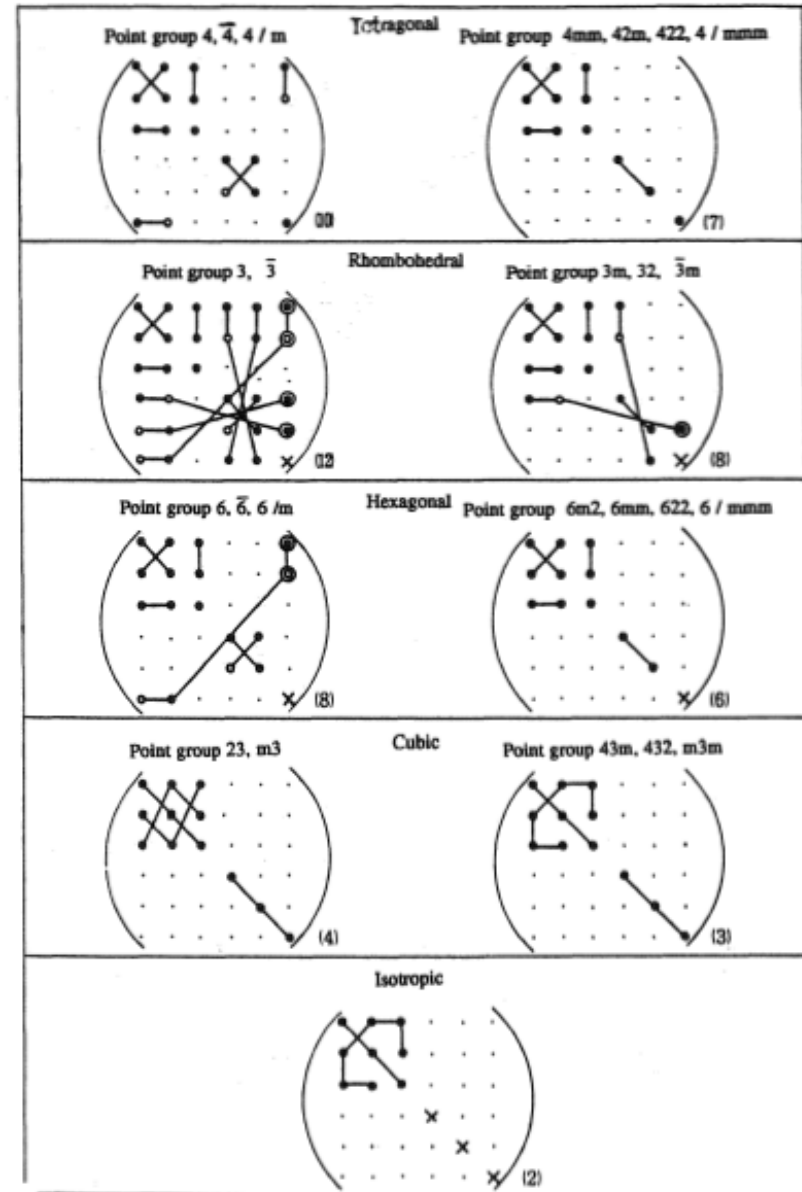 Tetragonal
Point group 4, 4̅, 4 / m
Point group 4mm, 42m, 422, 4 / mmm
(10)
(7)
Rhombohedral
Point group 3, 3̅
Point group 3m, 32, 3̅m
(12)
(8)
Hexagonal
Point group 6, 6̅, 6 /m
Point group 6m2, 6mm, 622, 6 / mmm
(8)
(6)
Cubic
Point group 23, m3
Point group 43m, 432, m3m
(4)
(3)
Isotropic
(2)